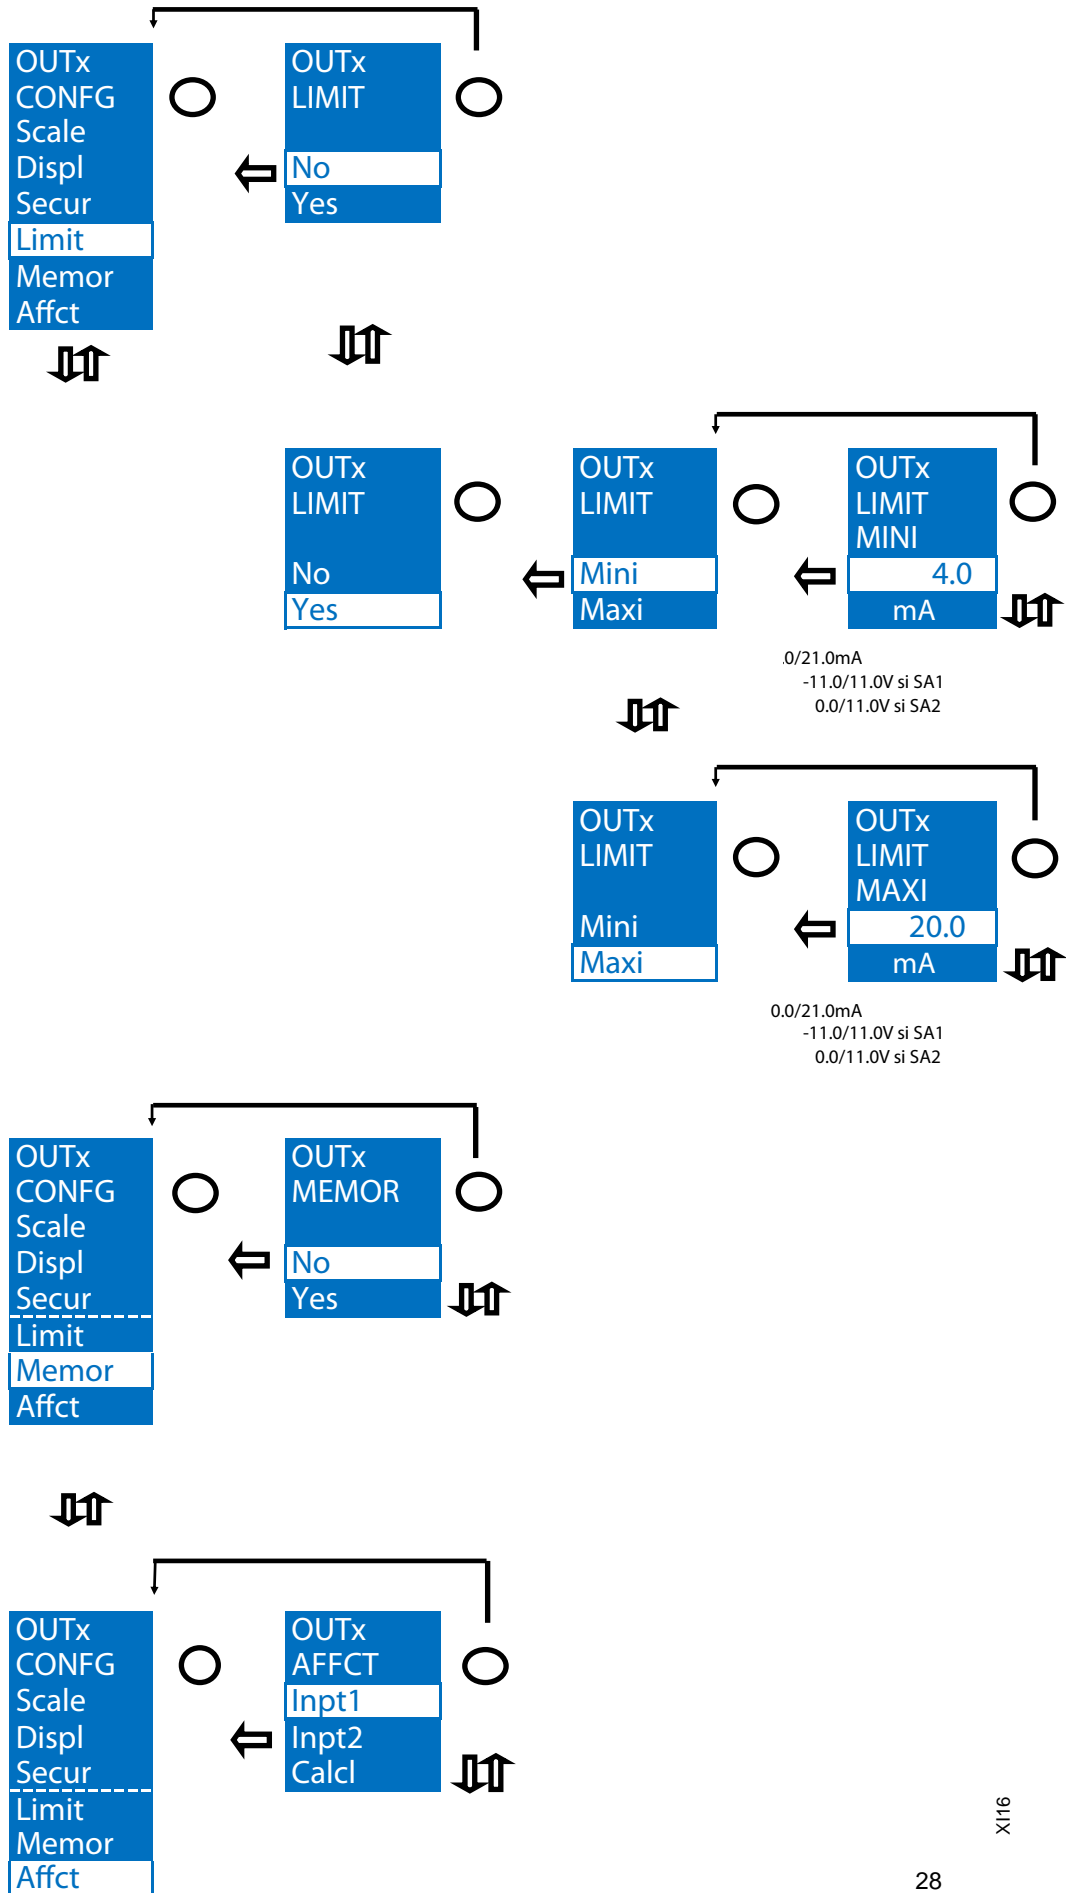 OUTx
CONFG
Scale
Displ
Secur
Limit
Memor
Affct
OUTx
LIMIT
No
Yes
OUTx
LIMIT
No
Yes
OUTx
LIMIT
Mini
Maxi
OUTx
LIMIT
MINI
4.0
mA
.0/21.0mA
-11.0/11.0V si SA1
0.0/11.0V si SA2
OUTx
LIMIT
Mini
Maxi
OUTx
LIMIT
MAXI
20.0
mA
0.0/21.0mA
-11.0/11.0V si SA1
0.0/11.0V si SA2
OUTx
CONFG
Scale
Displ
Secur
Limit
Memor
Affct
OUTx
MEMOR
No
Yes
OUTx
CONFG
Scale
Displ
Secur
Limit
Memor
Affct
OUTx
AFFCT
Inpt1
Inpt2
Calcl
XI16
28